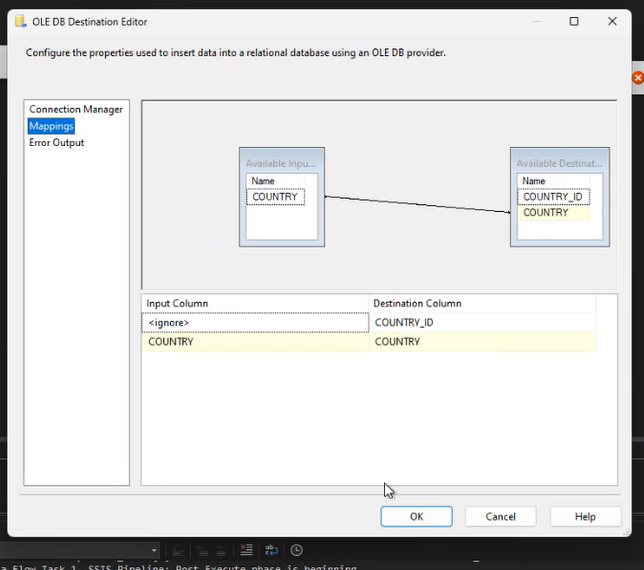 OLE DB Destination Editor
Configure the properties used to insert data into a relational database using an OLE DB provider.
Connection Manager
Mappings
Error Output
Available Inpu...
Name
COUNTRY
Available Destinat...
Name
COUNTRY_ID
COUNTRY
Input Column Destination Column
<ignore> COUNTRY_ID
COUNTRY COUNTRY
OK Cancel Help
a Flow Task 1, SSIS.Pipeline: Post Execute phase is beginning.